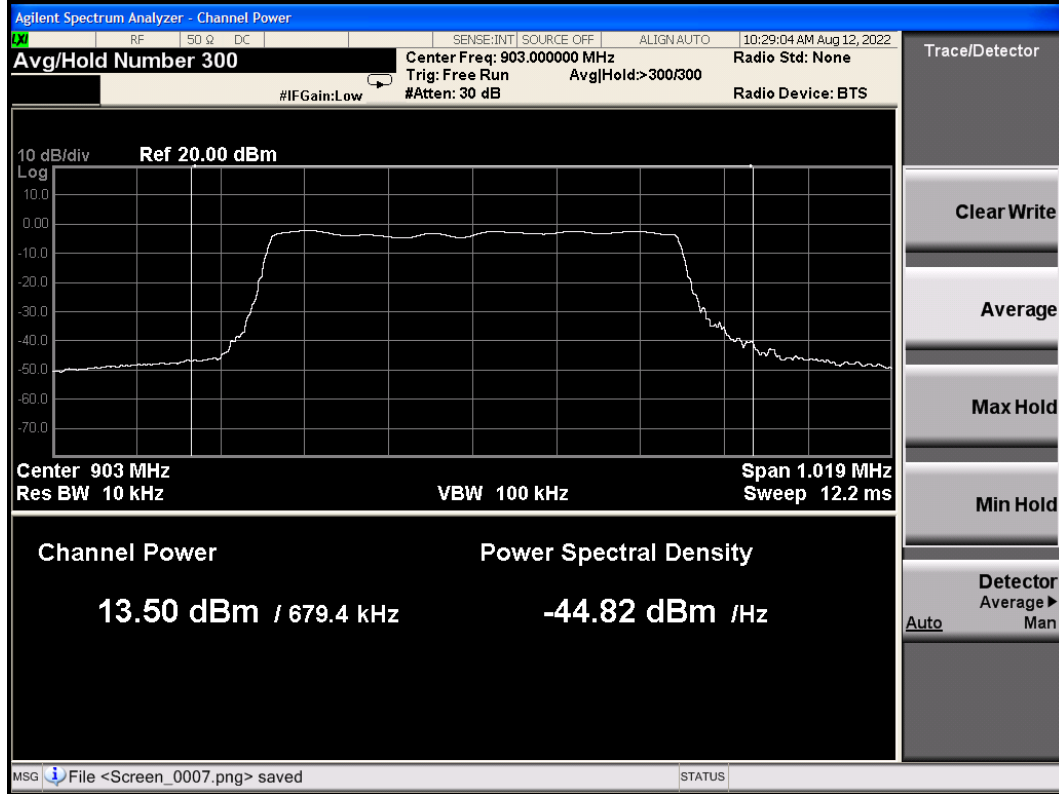 Agilent Spectrum Analyzer - Channel Power
LXI RF 50 Ω DC SENSE:INT SOURCE OFF ALIGN AUTO 10:29:04 AM Aug 12, 2022
Avg/Hold Number 300
Center Freq: 903.000000 MHz
Radio Std: None
Trig: Free Run Avg|Hold:>300/300
#IFGain:Low #Atten: 30 dB
Radio Device: BTS
Trace/Detector
10 dB/div Ref 20.00 dBm
Log
10.0
0.00
-10.0
-20.0
-30.0
-40.0
-50.0
-60.0
-70.0
Center 903 MHz Span 1.019 MHz
Res BW 10 kHz VBW 100 kHz Sweep 12.2 ms
Channel Power Power Spectral Density
13.50 dBm / 679.4 kHz -44.82 dBm /Hz
Clear Write
Average
Max Hold
Min Hold
Detector
Average
Auto Man
MSG File <Screen_0007.png> saved STATUS